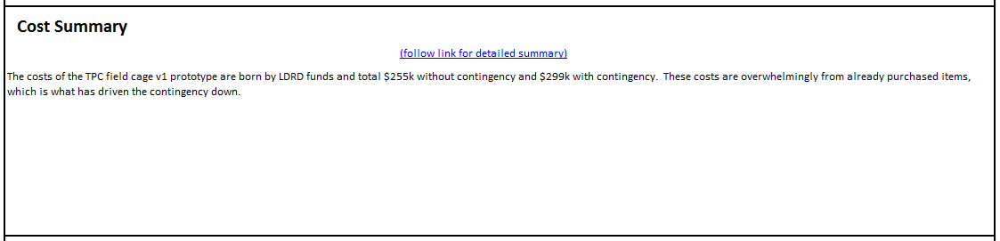 Cost Summary
(follow link for detailed summary)
The costs of the TPC field cage v1 prototype are born by LDRD funds and total $255k without contingency and $299k with contingency.  These costs are overwhelmingly from already purchased items,
which is what has driven the contingency down.